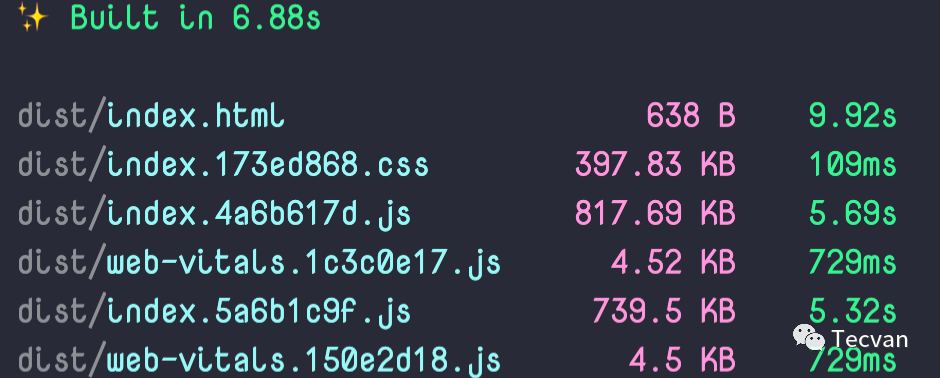 ✨ Built in 6.88s
dist/index.html 638 B 9.92s
dist/index.173ed868.css 397.83 KB 109ms
dist/index.4a6b617d.js 817.69 KB 5.69s
dist/web-vitals.1c3c0e17.js 4.52 KB 729ms
dist/index.5a6b1c9f.js 739.5 KB 5.32s
dist/web-vitals.150e2d18.js 4.5 KB 729ms
Tecvan